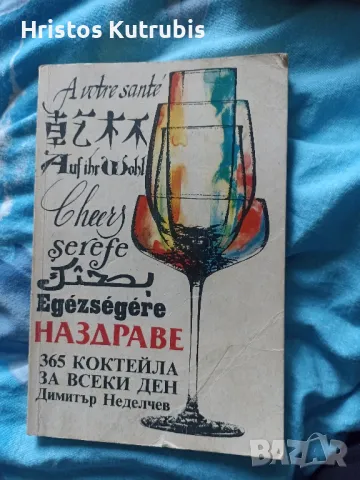 Hristos Kutrubis
A votre santé
乾杯
Auf ihr Wohl
Cheers
şerefe
بصحتك
Egézségére
НАЗДРАВЕ
365 КОКТЕЙЛА
ЗА ВСЕКИ ДЕН
Димитър Неделчев
BAZAR